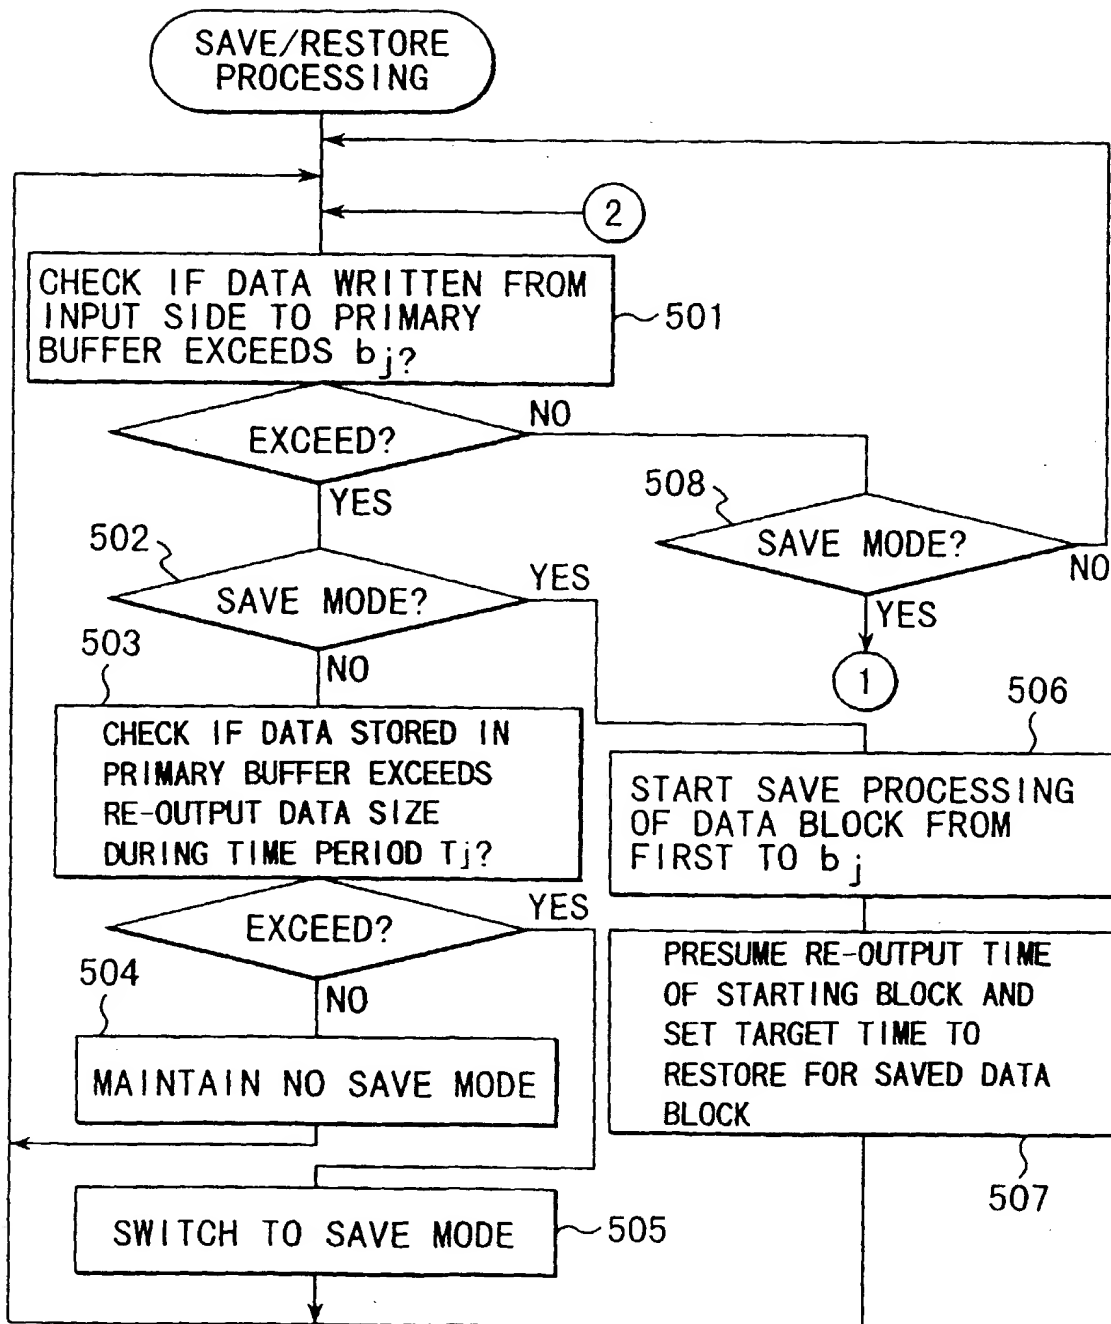 SAVE/RESTORE
PROCESSING
2
CHECK IF DATA WRITTEN FROM
INPUT SIDE TO PRIMARY
BUFFER EXCEEDS bj?
501
EXCEED?
NO
YES
508
SAVE MODE?
NO
YES
1
502
SAVE MODE?
YES
NO
503
CHECK IF DATA STORED IN
PRIMARY BUFFER EXCEEDS
RE-OUTPUT DATA SIZE
DURING TIME PERIOD Tj?
506
START SAVE PROCESSING
OF DATA BLOCK FROM
FIRST TO bj
EXCEED?
YES
NO
504
MAINTAIN NO SAVE MODE
PRESUME RE-OUTPUT TIME
OF STARTING BLOCK AND
SET TARGET TIME TO
RESTORE FOR SAVED DATA
BLOCK
507
SWITCH TO SAVE MODE
505